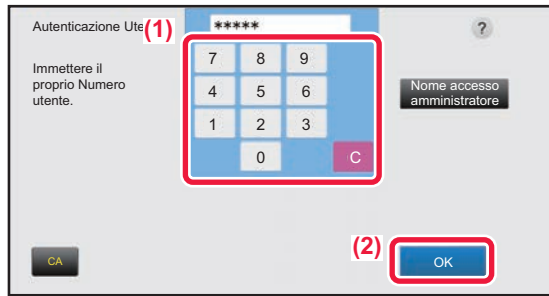 Autenticazione Ute
(1)
*****
?
Immettere il
proprio Numero
utente.
7 8 9
4 5 6
1 2 3
0 C
Nome accesso
amministratore
(2)
CA
OK